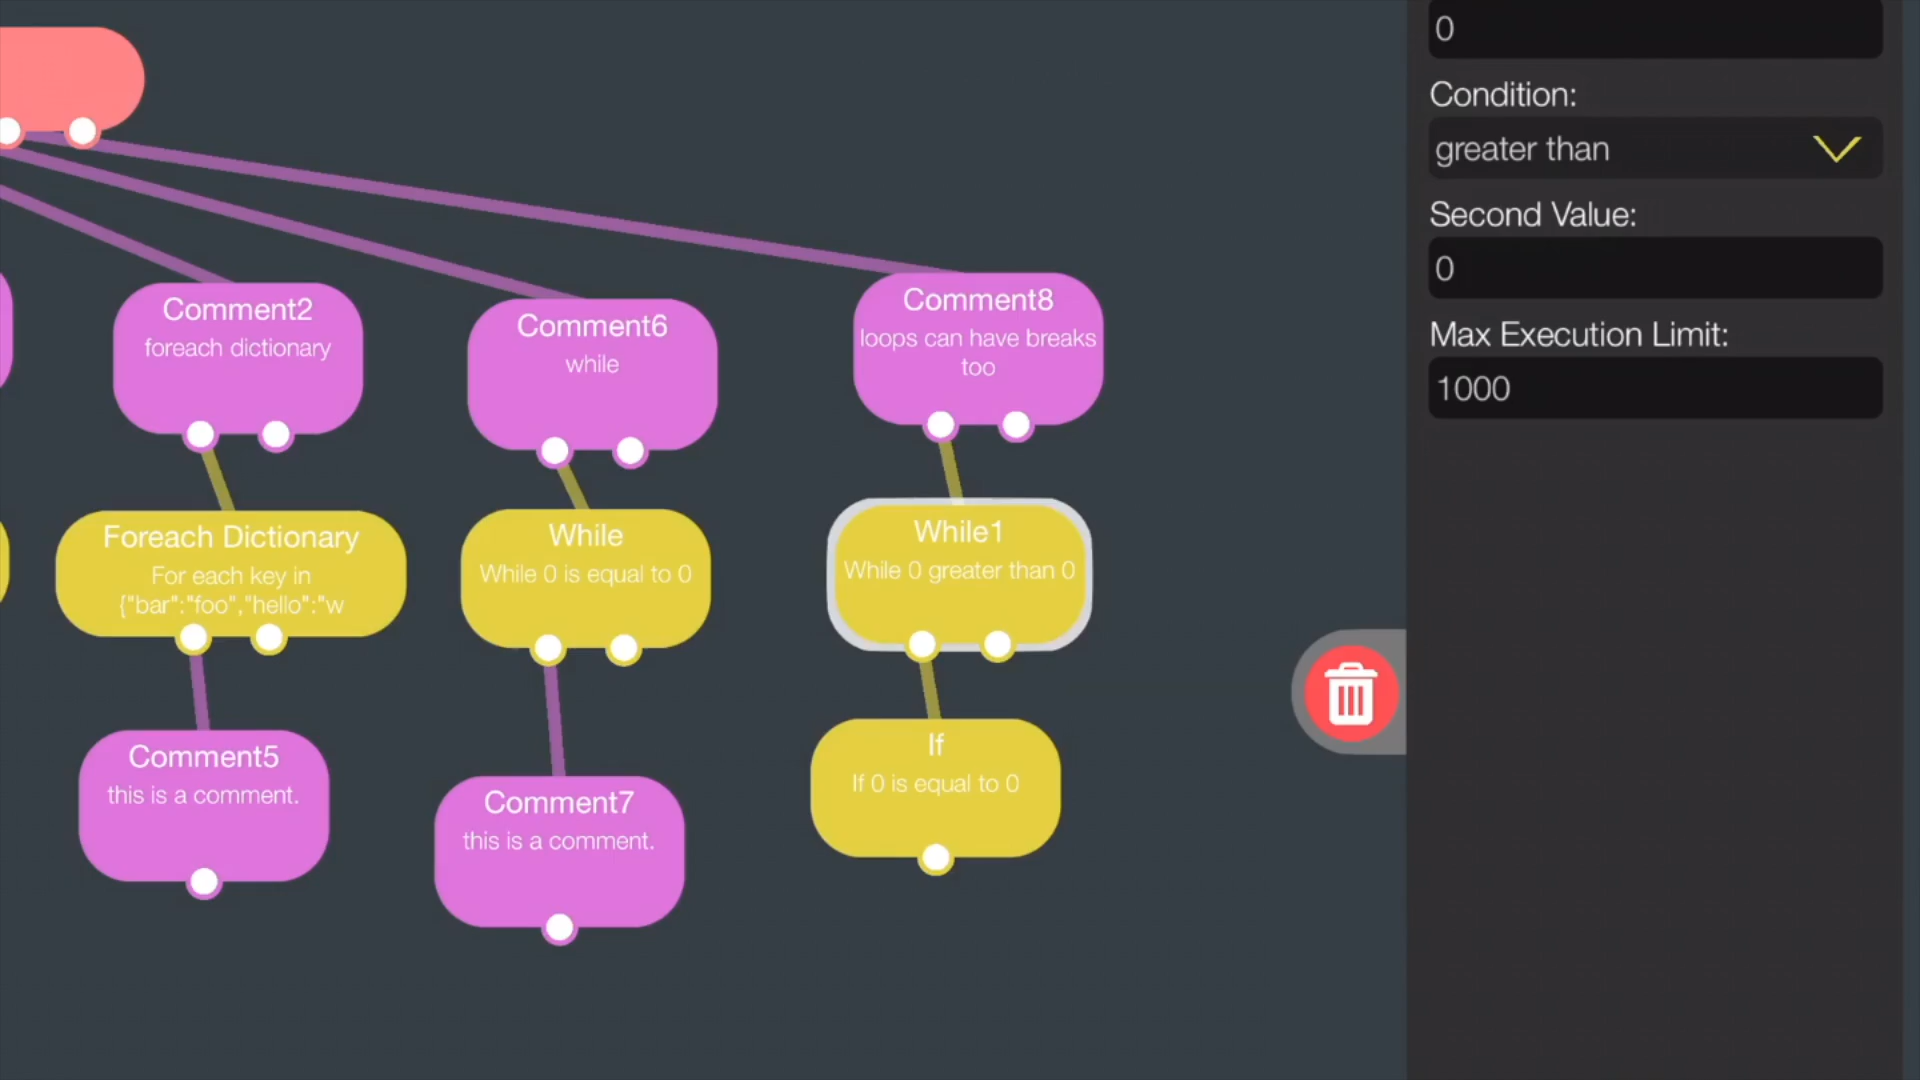 Comment2
foreach dictionary
Comment6
while
Comment8
loops can have breaks
too
Foreach Dictionary
For each key in
{"bar":"foo","hello":"w
While
While 0 is equal to 0
While1
While 0 greater than 0
Comment5
this is a comment.
Comment7
this is a comment.
If
If 0 is equal to 0
0
Condition:
greater than
Second Value:
0
Max Execution Limit:
1000